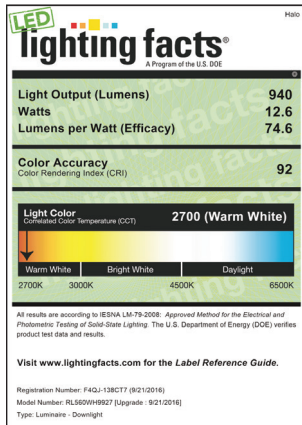 Halo
LED
lighting facts®
A Program of the U.S. DOE
Light Output (Lumens) 940
Watts 12.6
Lumens per Watt (Efficacy) 74.6
Color Accuracy
Color Rendering Index (CRI) 92
Light Color
Correlated Color Temperature (CCT) 2700 (Warm White)
Warm White Bright White Daylight
2700K 3000K 4500K 6500K
All results are according to IESNA LM-79-2008: Approved Method for the Electrical and
Photometric Testing of Solid-State Lighting. The U.S. Department of Energy (DOE) verifies
product test data and results.
Visit www.lightingfacts.com for the Label Reference Guide.
Registration Number: F4QJ-138CT7 (9/21/2016)
Model Number: RL560WH9927 [Upgrade : 9/21/2016]
Type: Luminaire - Downlight